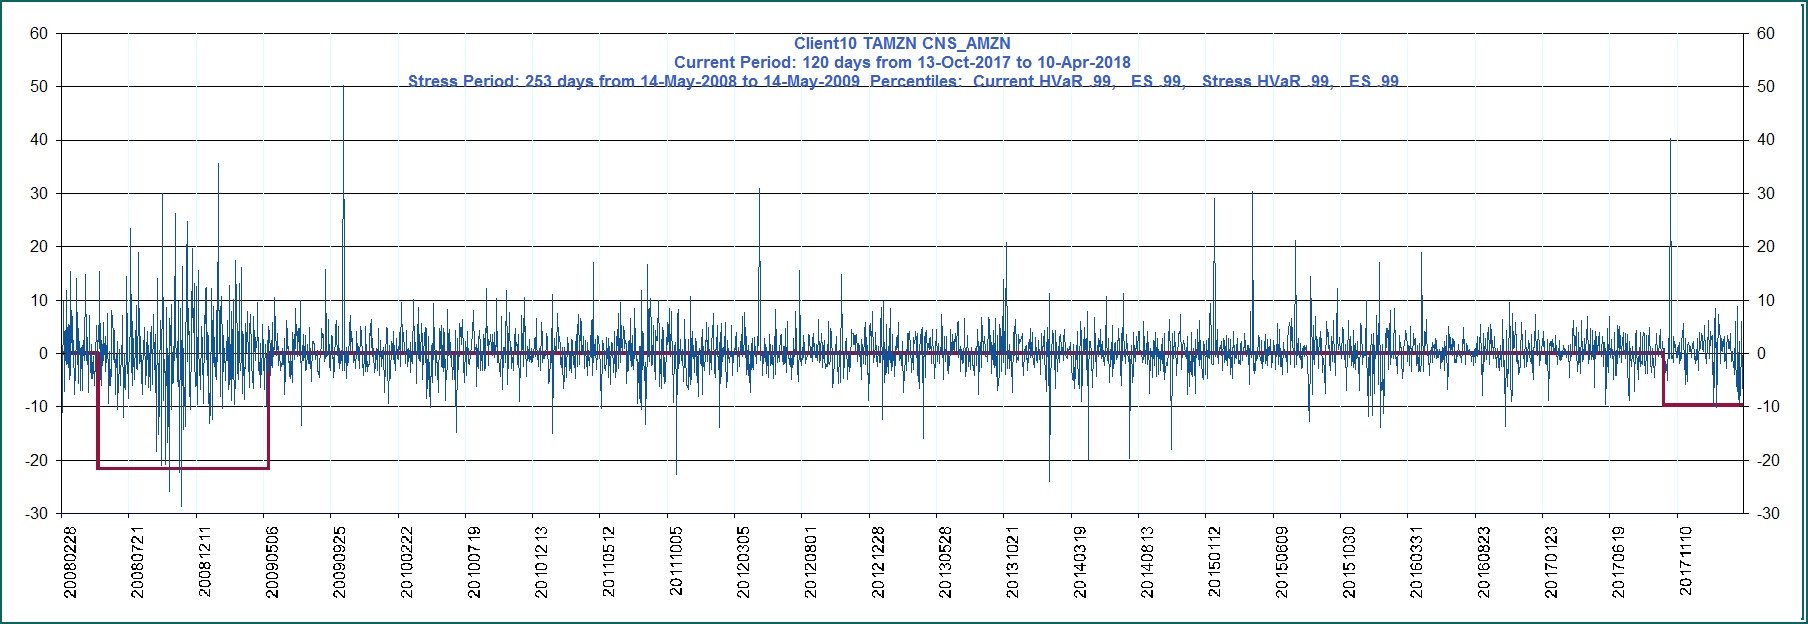 Client10 TAMZN CNS_AMZN
Current Period: 120 days from 13-Oct-2017 to 10-Apr-2018
Stress Period: 253 days from 14-May-2008 to 14-May-2009 Percentiles: Current HVaR .99, ES .99, Stress HVaR .99, ES .99
60 60
50 50
40 40
30 30
20 20
10 10
0 0
-10 -10
-20 -20
-30 -30
20080228 20080721 20081211 20090506 20090925 20100222 20100719 20101213 20110512 20111005 20120305 20120801 20121228 20130528 20131021 20140319 20140813 20150112 20150609 20151030 20160331 20160823 20170123 20170619 20171110